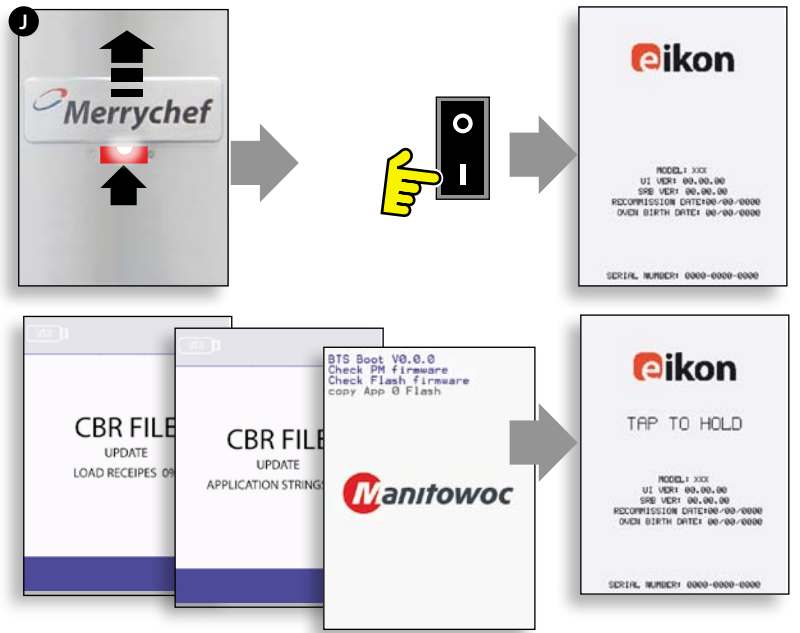 J
Merrychef
O
I
eikon
MODEL: XXX
UI VER: 00.00.00
SRB VER: 00.00.00
RECOMMISSION DATE:00/00/0000
OVEN BIRTH DATE: 00/00/0000
SERIAL NUMBER: 0000-0000-0000
USB
CBR FILE
UPDATE
LOAD RECEIPES 09
CBR FILE
UPDATE
APPLICATION STRINGS
BTS Boot V0.0.0
Check PM firmware
Check Flash firmware
copy App 0 Flash
Manitowoc
eikon
TAP TO HOLD
MODEL: XXX
UI VER: 00.00.00
SRB VER: 00.00.00
RECOMMISSION DATE:00/00/0000
OVEN BIRTH DATE: 00/00/0000
SERIAL NUMBER: 0000-0000-0000